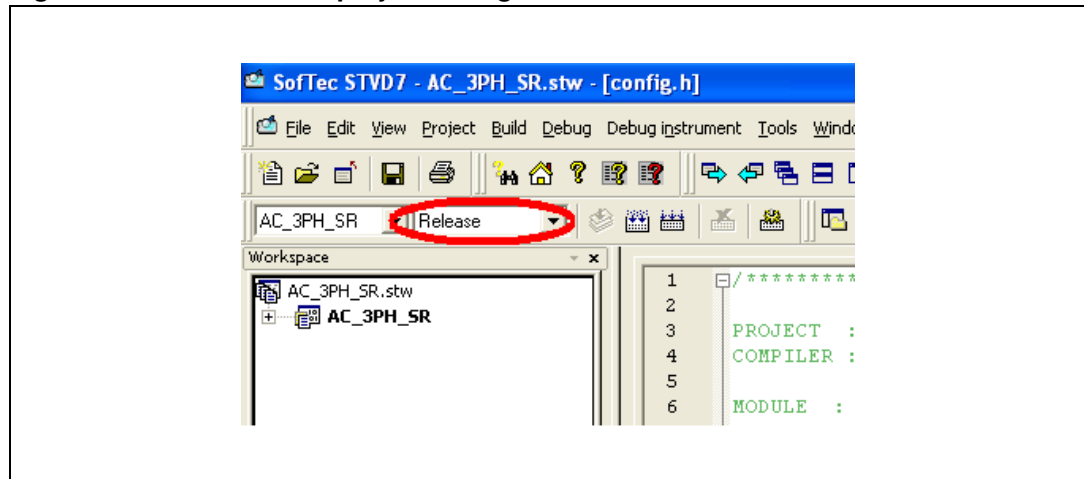 SofTec STVD7 - AC_3PH_SR.stw - [config.h]
File Edit View Project Build Debug Debug instrument Tools
AC_3PH_SR Release
Workspace
AC_3PH_SR.stw
AC_3PH_SR
1 /*********
2
3 PROJECT :
4 COMPILER :
5
6 MODULE :